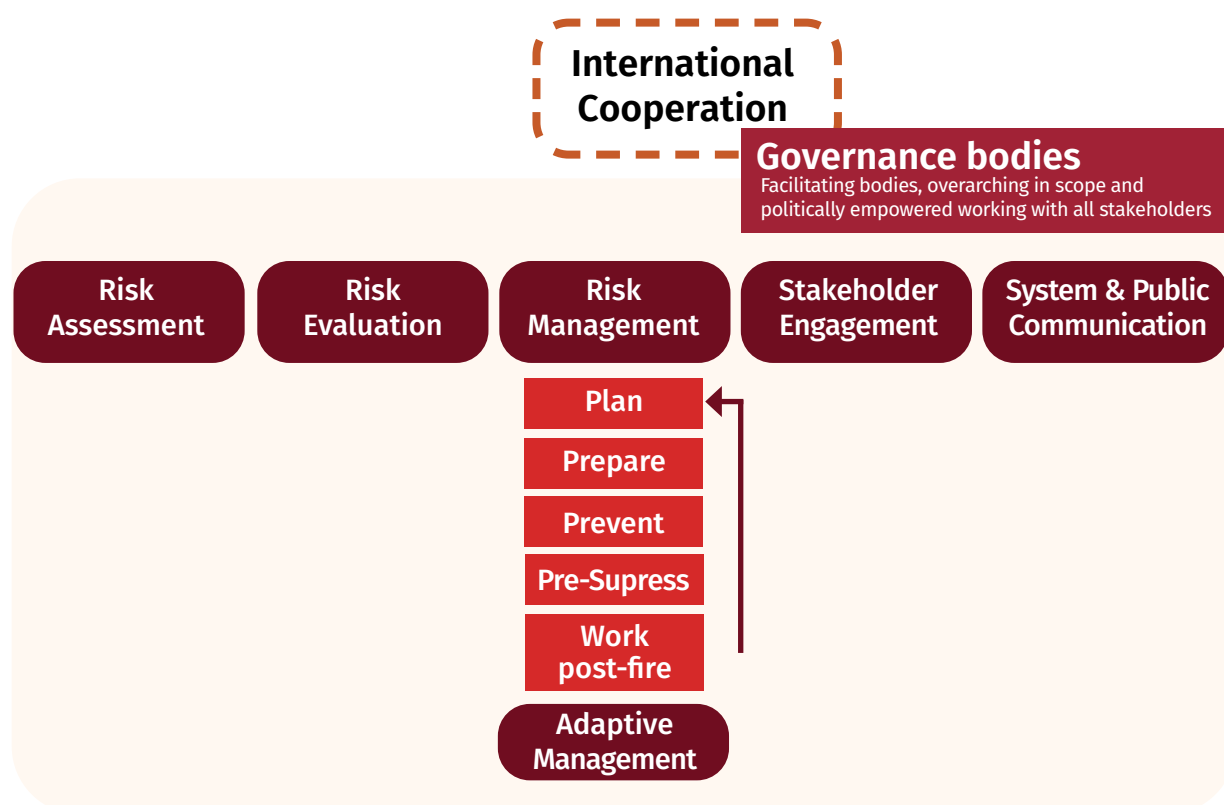 International
Cooperation
Governance bodies
Facilitating bodies, overarching in scope and
politically empowered working with all stakeholders
Risk
Assessment
Risk
Evaluation
Risk
Management
Stakeholder
Engagement
System & Public
Communication
Plan
Prepare
Prevent
Pre-Supress
Work
post-fire
Adaptive
Management